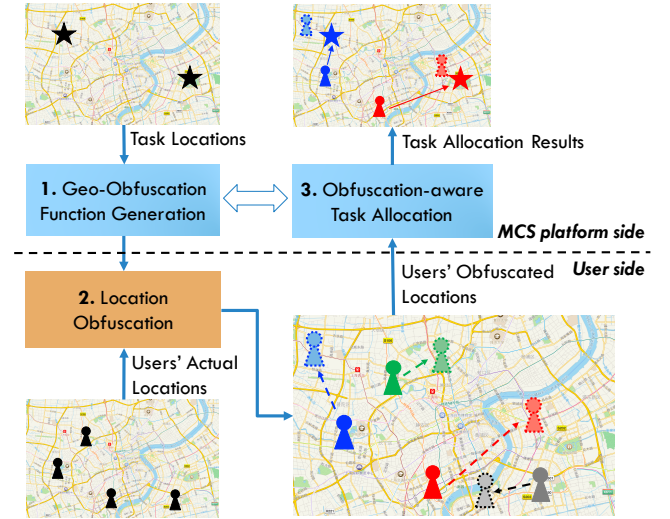 Task Locations
Task Allocation Results
1. Geo-Obfuscation
Function Generation
3. Obfuscation-aware
Task Allocation
MCS platform side
User side
2. Location
Obfuscation
Users' Obfuscated
Locations
Users' Actual
Locations